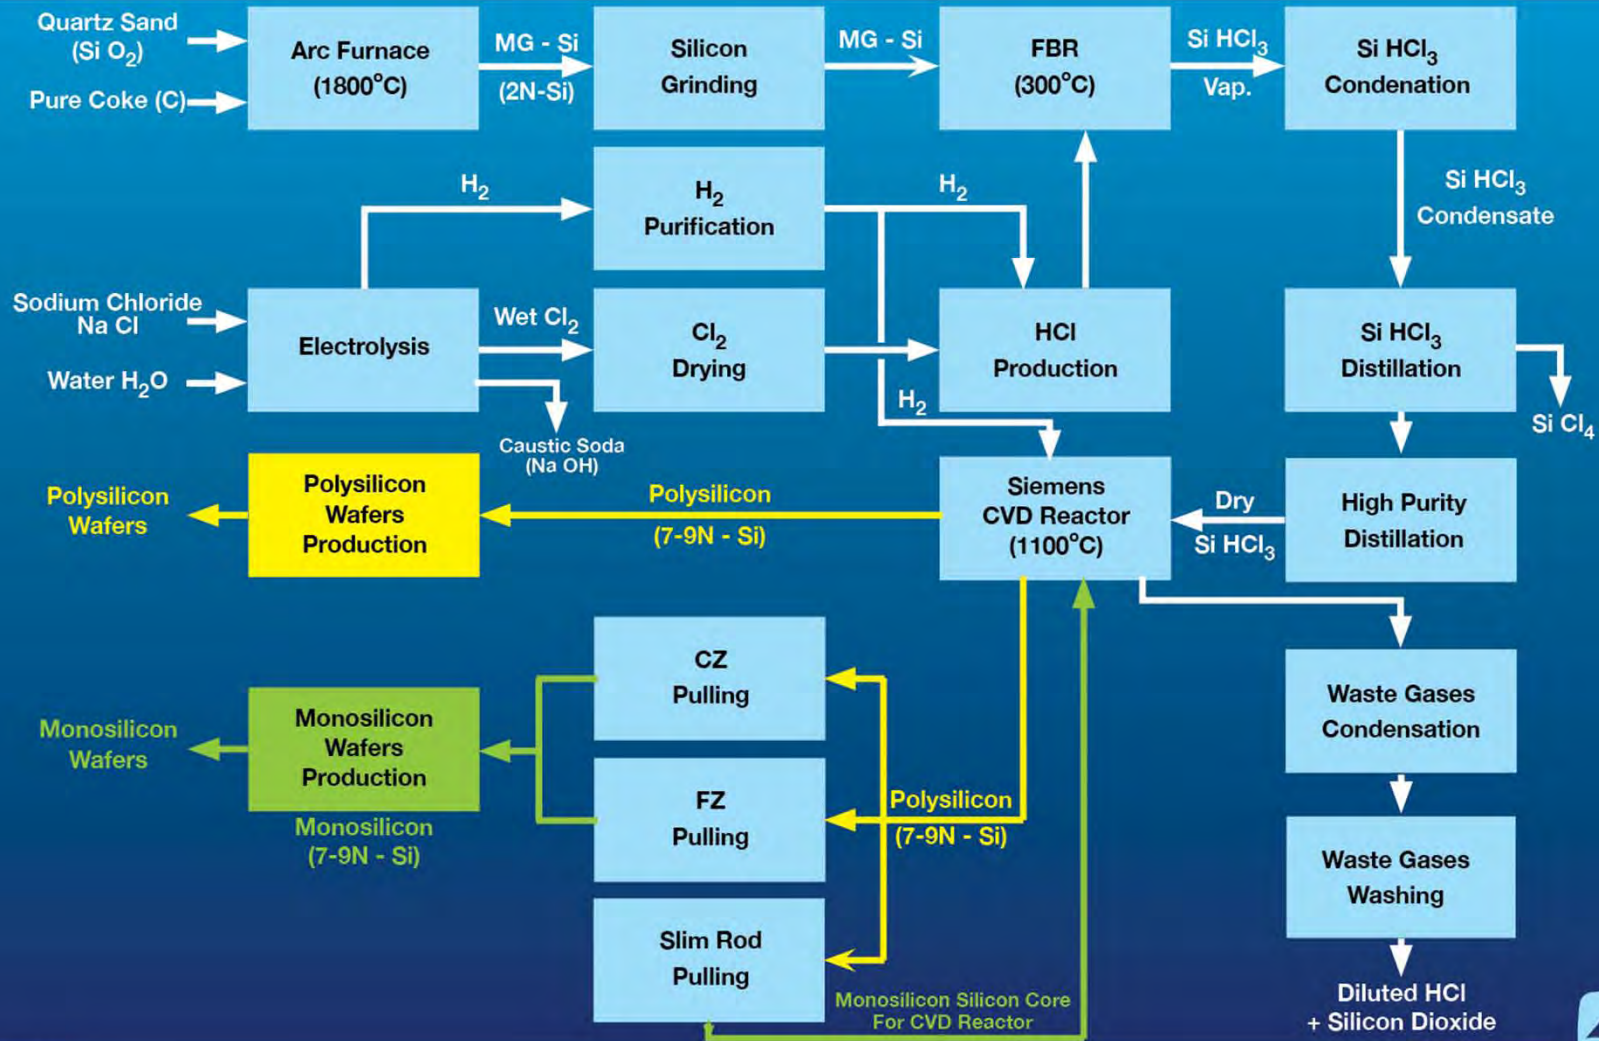 Quartz Sand
(Si O₂)
Pure Coke (C)
Arc Furnace
(1800°C)
MG - Si
(2N-Si)
Silicon
Grinding
MG - Si
FBR
(300°C)
Si HCl₃
Vap.
Si HCl₃
Condenation
H₂
H₂
Purification
H₂
Si HCl₃
Condensate
Sodium Chloride
Na Cl
Water H₂O
Electrolysis
Wet Cl₂
Cl₂
Drying
HCl
Production
Si HCl₃
Distillation
Si Cl₄
H₂
Caustic Soda
(Na OH)
Polysilicon
Wafers
Polysilicon
Wafers
Production
Polysilicon
(7-9N - Si)
Siemens
CVD Reactor
(1100°C)
Dry
Si HCl₃
High Purity
Distillation
CZ
Pulling
Waste Gases
Condensation
Monosilicon
Wafers
Monosilicon
Wafers
Production
Monosilicon
(7-9N - Si)
FZ
Pulling
Polysilicon
(7-9N - Si)
Waste Gases
Washing
Slim Rod
Pulling
Monosilicon Silicon Core
For CVD Reactor
Diluted HCl
+ Silicon Dioxide